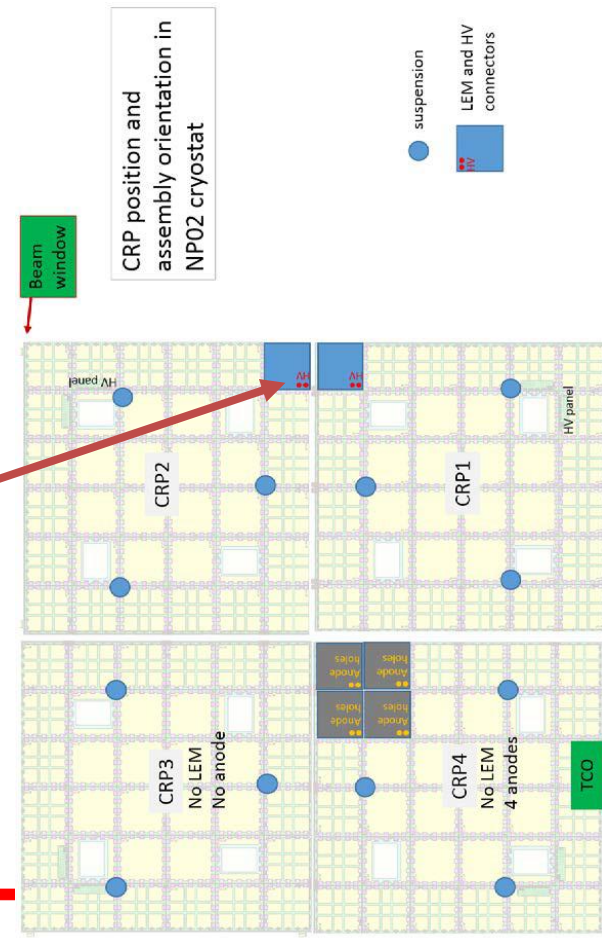 Beam
window
CRP position and
assembly orientation in
NP02 cryostat
suspension
HV
LEM and HV
connectors
HV panel
CRP2
HV
HV
CRP1
HV panel
CRP3
No LEM
No anode
Anode
holes
Anode
holes
Anode
holes
Anode
holes
CRP4
No LEM
4 anodes
TCO